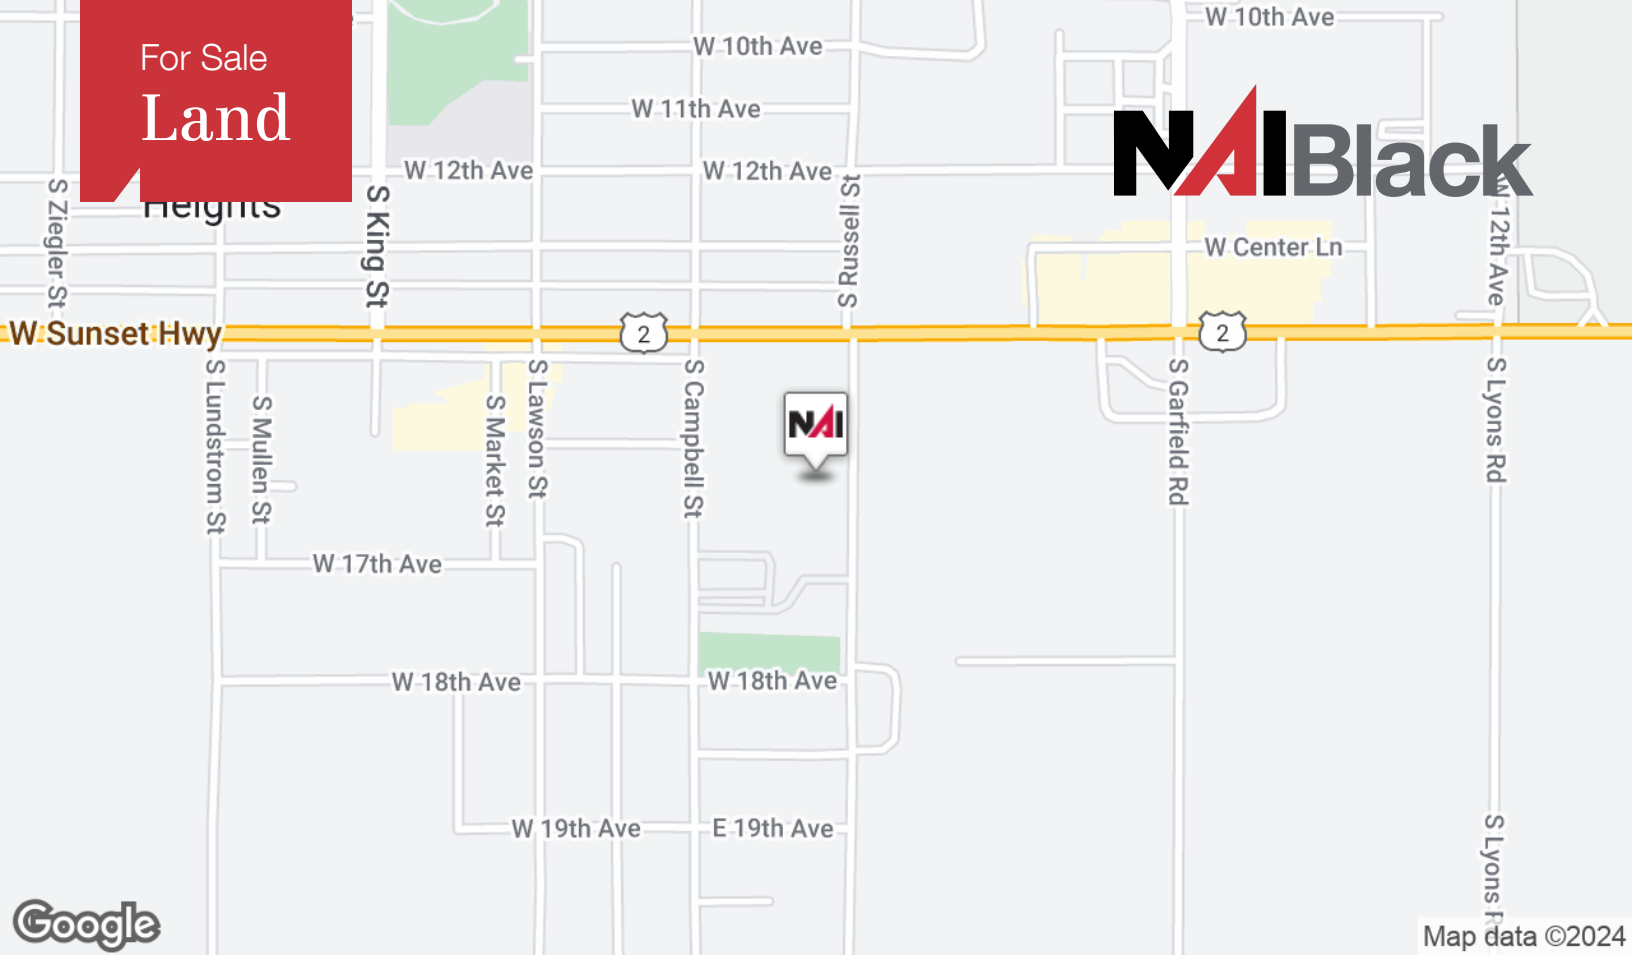 For Sale
Land
Heights
NAIBlack
W 10th Ave
W 10th Ave
W 11th Ave
W 12th Ave
W 12th Ave
W 12th Ave
S Ziegler St
S King St
S Russell St
W Center Ln
W Sunset Hwy
2
2
S Lundstrom St
S Mullen St
S Market St
S Lawson St
S Campbell St
NAI
S Garfield Rd
S Lyons Rd
W 17th Ave
W 18th Ave
W 18th Ave
W 19th Ave
E 19th Ave
S Lyons Rd
Google
Map data ©2024